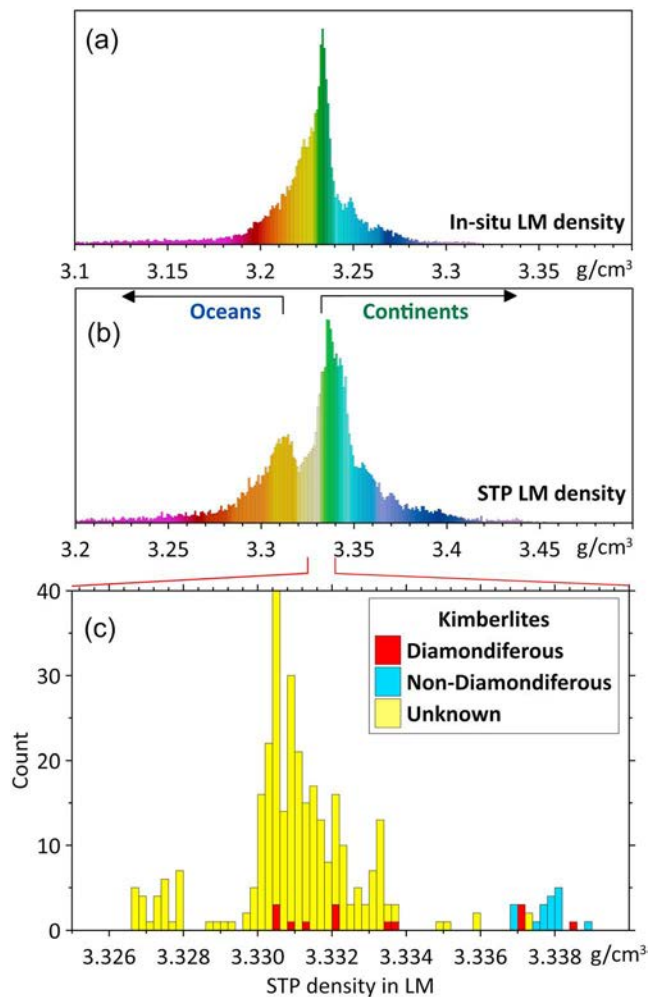 (a)
In-situ LM density
3.1 3.15 3.2 3.25 3.3 3.35 g/cm³
Oceans Continents
(b)
STP LM density
3.2 3.25 3.3 3.35 3.4 3.45 g/cm³
(c)
Kimberlites
Diamondiferous
Non-Diamondiferous
Unknown
40
30
20
10
0
Count
3.326 3.328 3.330 3.332 3.334 3.336 3.338 g/cm³
STP density in LM